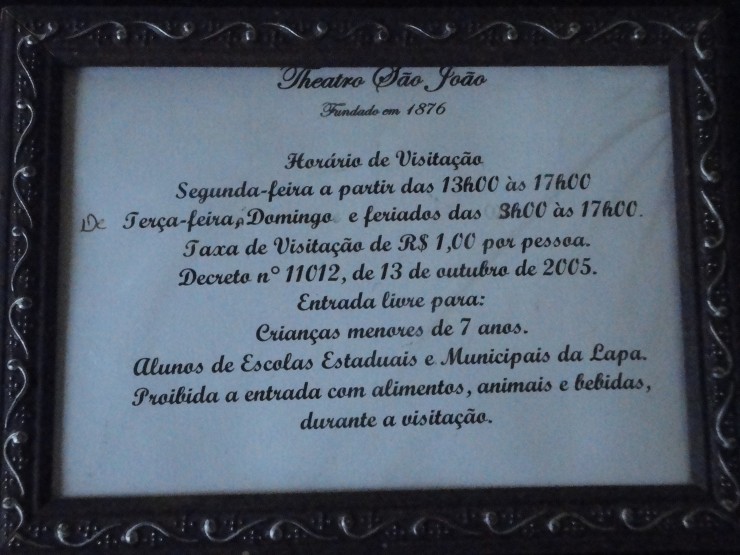 Theatro São João
Fundado em 1876
Horário de Visitação
Segunda-feira a partir das 13h00 às 17h00
De Terça-feira, Domingo e feriados das 9h00 às 17h00.
Taxa de Visitação de R$ 1,00 por pessoa.
Decreto nº 11012, de 13 de outubro de 2005.
Entrada livre para:
Crianças menores de 7 anos.
Alunos de Escolas Estaduais e Municipais da Lapa.
Proibida a entrada com alimentos, animais e bebidas,
durante a visitação.